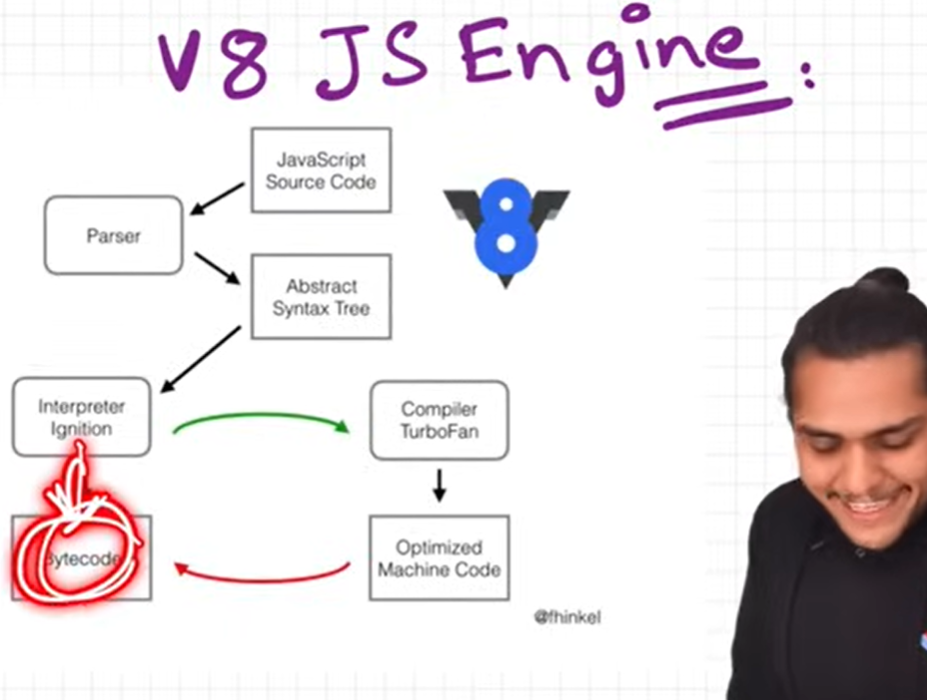 V8 JS Engine :
JavaScript
Source Code
Parser
Abstract
Syntax Tree
Interpreter
Ignition
Compiler
TurboFan
Bytecode
Optimized
Machine Code
@fhinkel
8